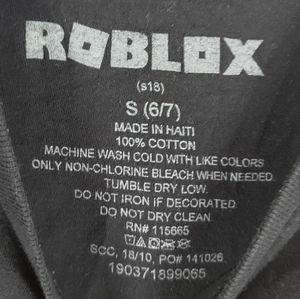 ROBLOX
(s18)
S (6/7)
MADE IN HAITI
100% COTTON
MACHINE WASH COLD WITH LIKE COLORS
ONLY NON-CHLORINE BLEACH WHEN NEEDED.
TUMBLE DRY LOW.
DO NOT IRON IF DECORATED.
DO NOT DRY CLEAN.
RN# 115665
SCC, 18/10, PO# 141026
190371899065